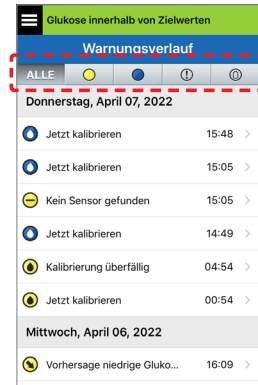 Glukose innerhalb von Zielwerten
Warnungsverlauf
ALLE
Donnerstag, April 07, 2022
Jetzt kalibrieren 15:48
Jetzt kalibrieren 15:05
Kein Sensor gefunden 15:05
Jetzt kalibrieren 14:49
Kalibrierung überfällig 04:54
Jetzt kalibrieren 00:54
Mittwoch, April 06, 2022
Vorhersage niedrige Gluko... 16:09